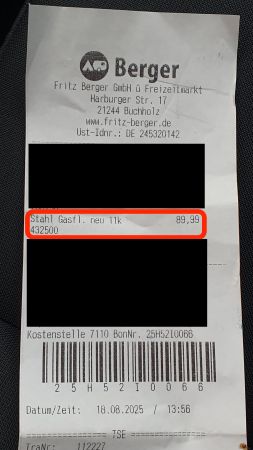 Berger
Fritz Berger GmbH ü Freizeitmarkt
Harburger Str. 17
21244 Buchholz
www.fritz-berger.de
Ust-Idnr.: DE 245320142
Stahl Gasfl. neu 11k 89,99
432500
Kostenstelle 7110 BonNr. 25H5210066
25H5210066
Datum/Zeit: 18.08.2025 / 13:56
TSE
TraNr: 112227